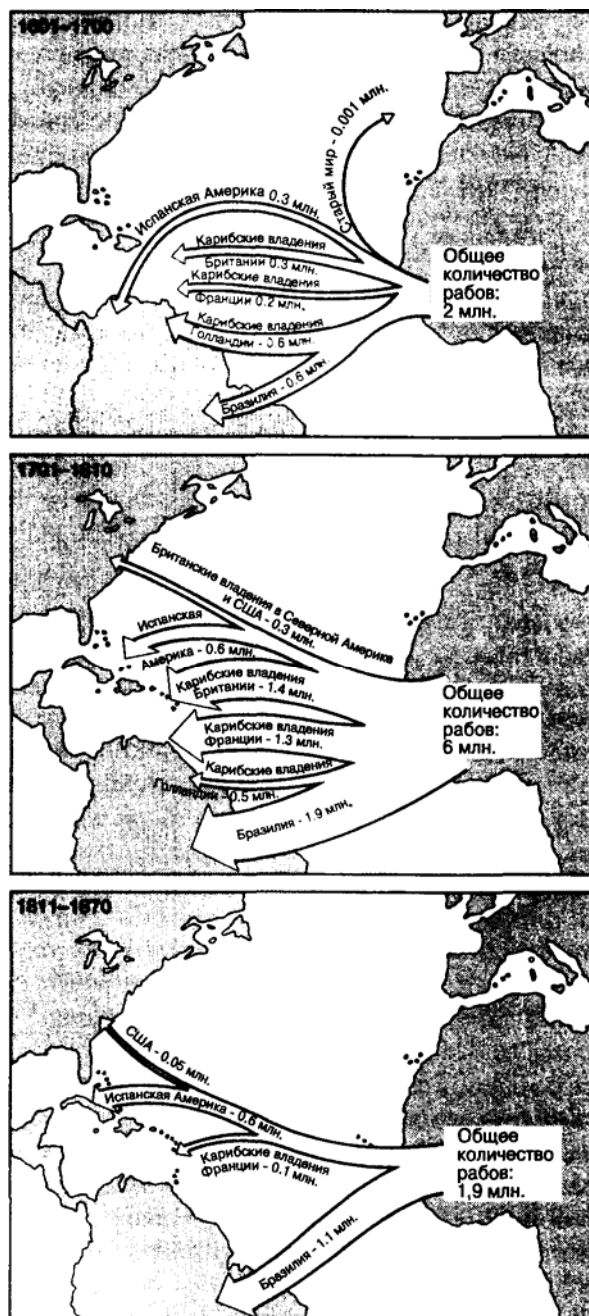 1601–1700
Старый мир - 0.001 млн.
Испанская Америка 0.3 млн.
Карибские владения
Британии 0.3 млн.
Карибские владения
Франции 0.2 млн.
Карибские владения
Голландии - 0.6 млн.
Бразилия - 0.6 млн.
Общее
количество
рабов:
2 млн.
1701–1810
Британские владения в Северной Америке
и США - 0.3 млн.
Испанская
Америка - 0.6 млн.
Карибские владения
Британии - 1.4 млн.
Карибские владения
Франции - 1.3 млн.
Карибские владения
Голландии - 0.5 млн.
Бразилия - 1.9 млн.
Общее
количество
рабов:
6 млн.
1811–1870
США - 0.05 млн.
Испанская Америка - 0.6 млн.
Карибские владения
Франции - 0.1 млн.
Бразилия - 1.1 млн.
Общее
количество
рабов:
1,9 млн.